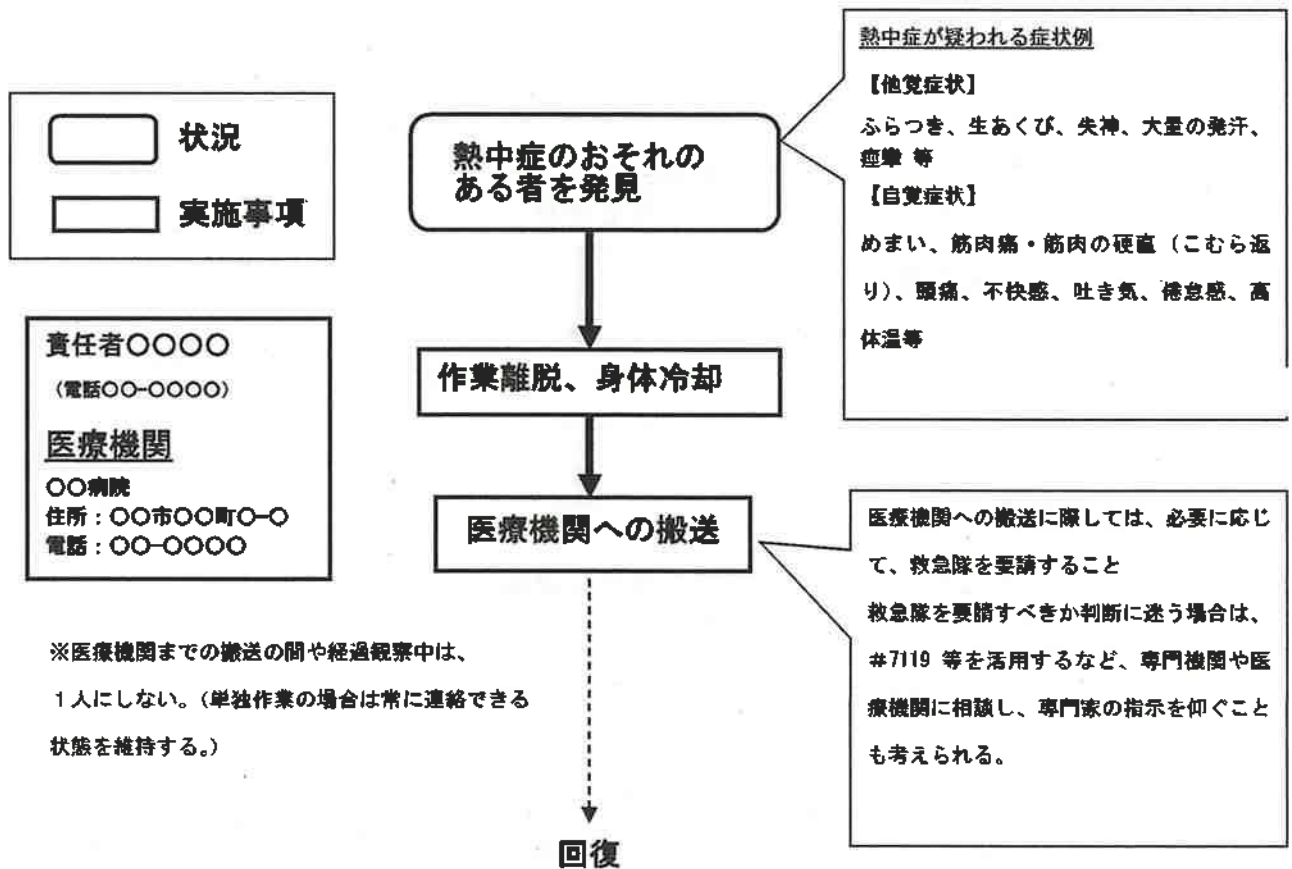 状況
実施事項
責任者〇〇〇〇
(電話〇〇-〇〇〇〇)
医療機関
〇〇病院
住所:〇〇市〇〇町〇-〇
電話:〇〇-〇〇〇〇
※医療機関までの搬送の間や経過観察中は、
1人にしない。(単独作業の場合は常に連絡できる
状態を維持する。)
熱中症のおそれの
ある者を発見
作業離脱、身体冷却
医療機関への搬送
回復
熱中症が疑われる症状例
【他覚症状】
ふらつき、生あくび、失神、大量の発汗、
痙攣 等
【自覚症状】
めまい、筋肉痛・筋肉の硬直(こむら返
り)、頭痛、不快感、吐き気、倦怠感、高
体温等
医療機関への搬送に際しては、必要に応じ
て、救急隊を要請すること
救急隊を要請すべきか判断に迷う場合は、
#7119 等を活用するなど、専門機関や医
療機関に相談し、専門家の指示を仰ぐこと
も考えられる。